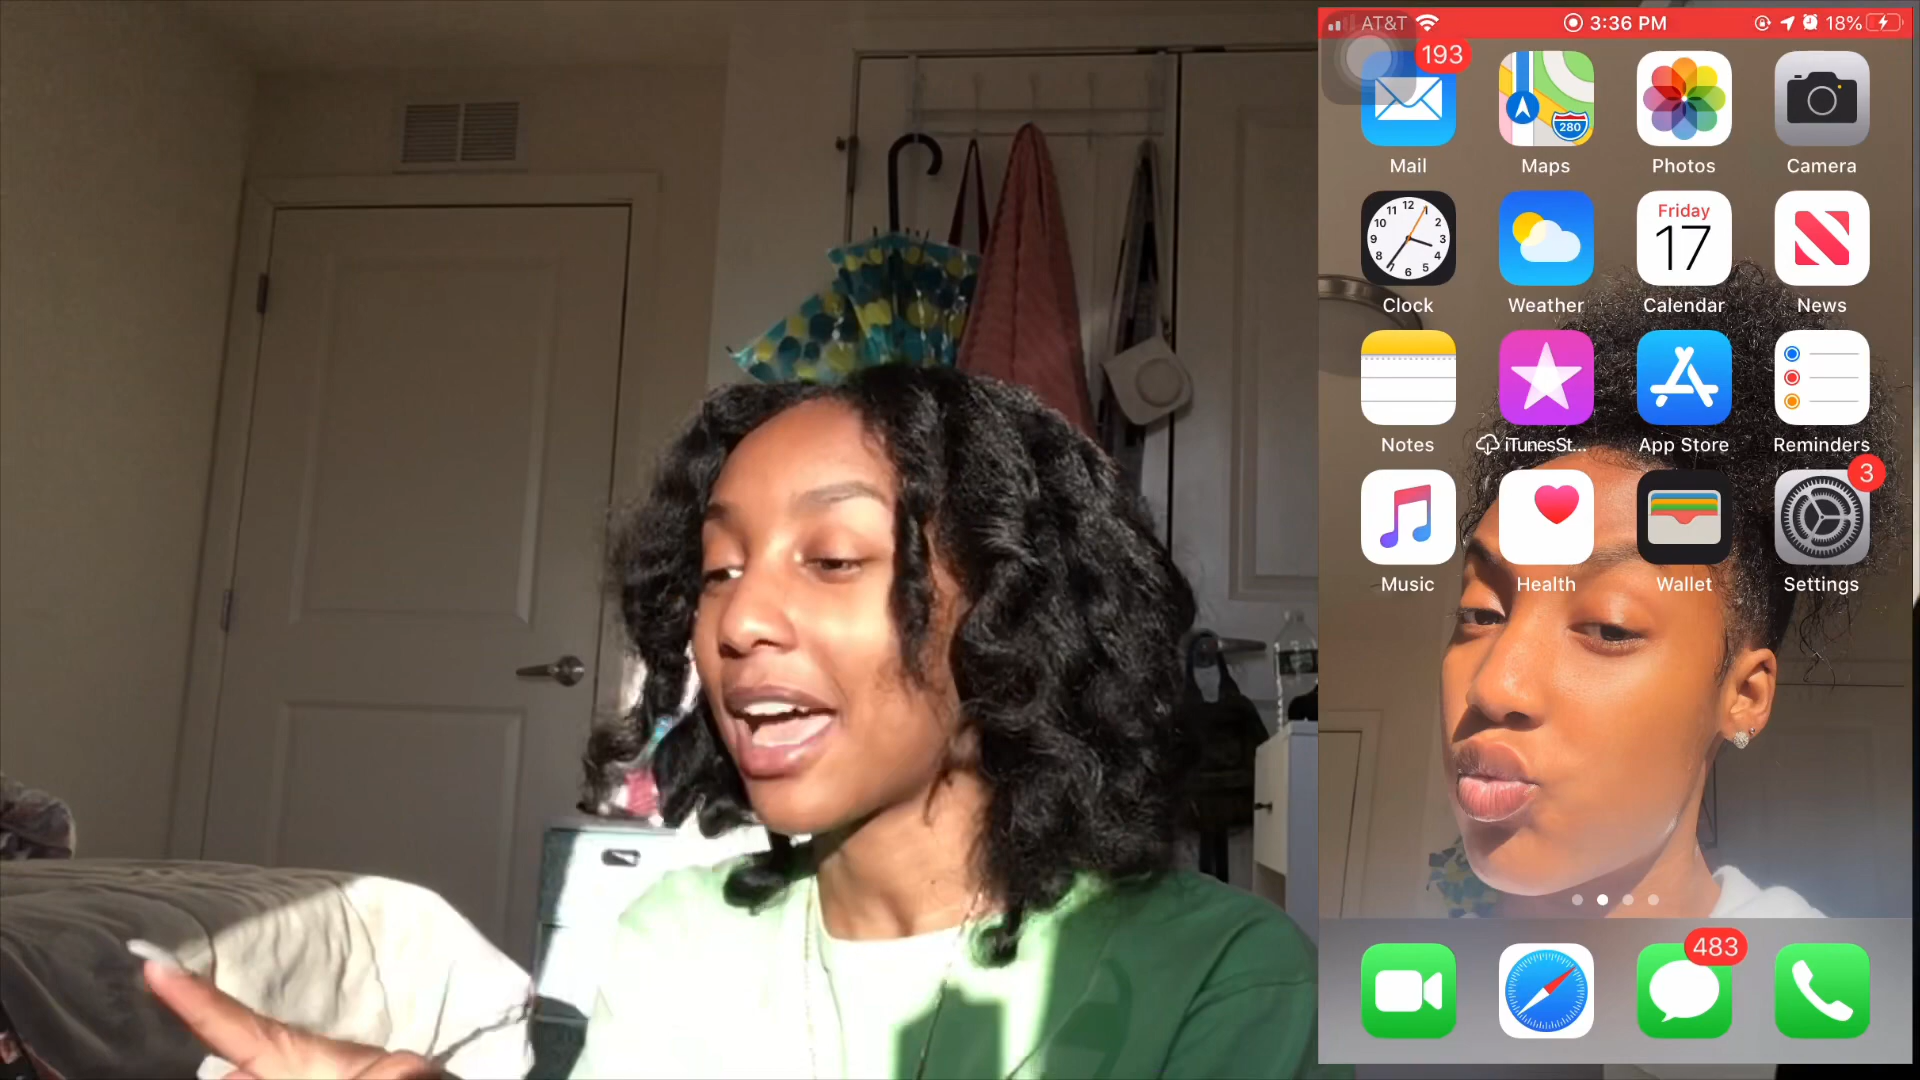 AT&T 3:36 PM 18%
193
280
Mail Maps Photos Camera
12 1 2 3 4 5 6 7 8 9 10 11
Friday
17
Clock Weather Calendar News
Notes iTunesSt... App Store Reminders
3
Music Health Wallet Settings
483